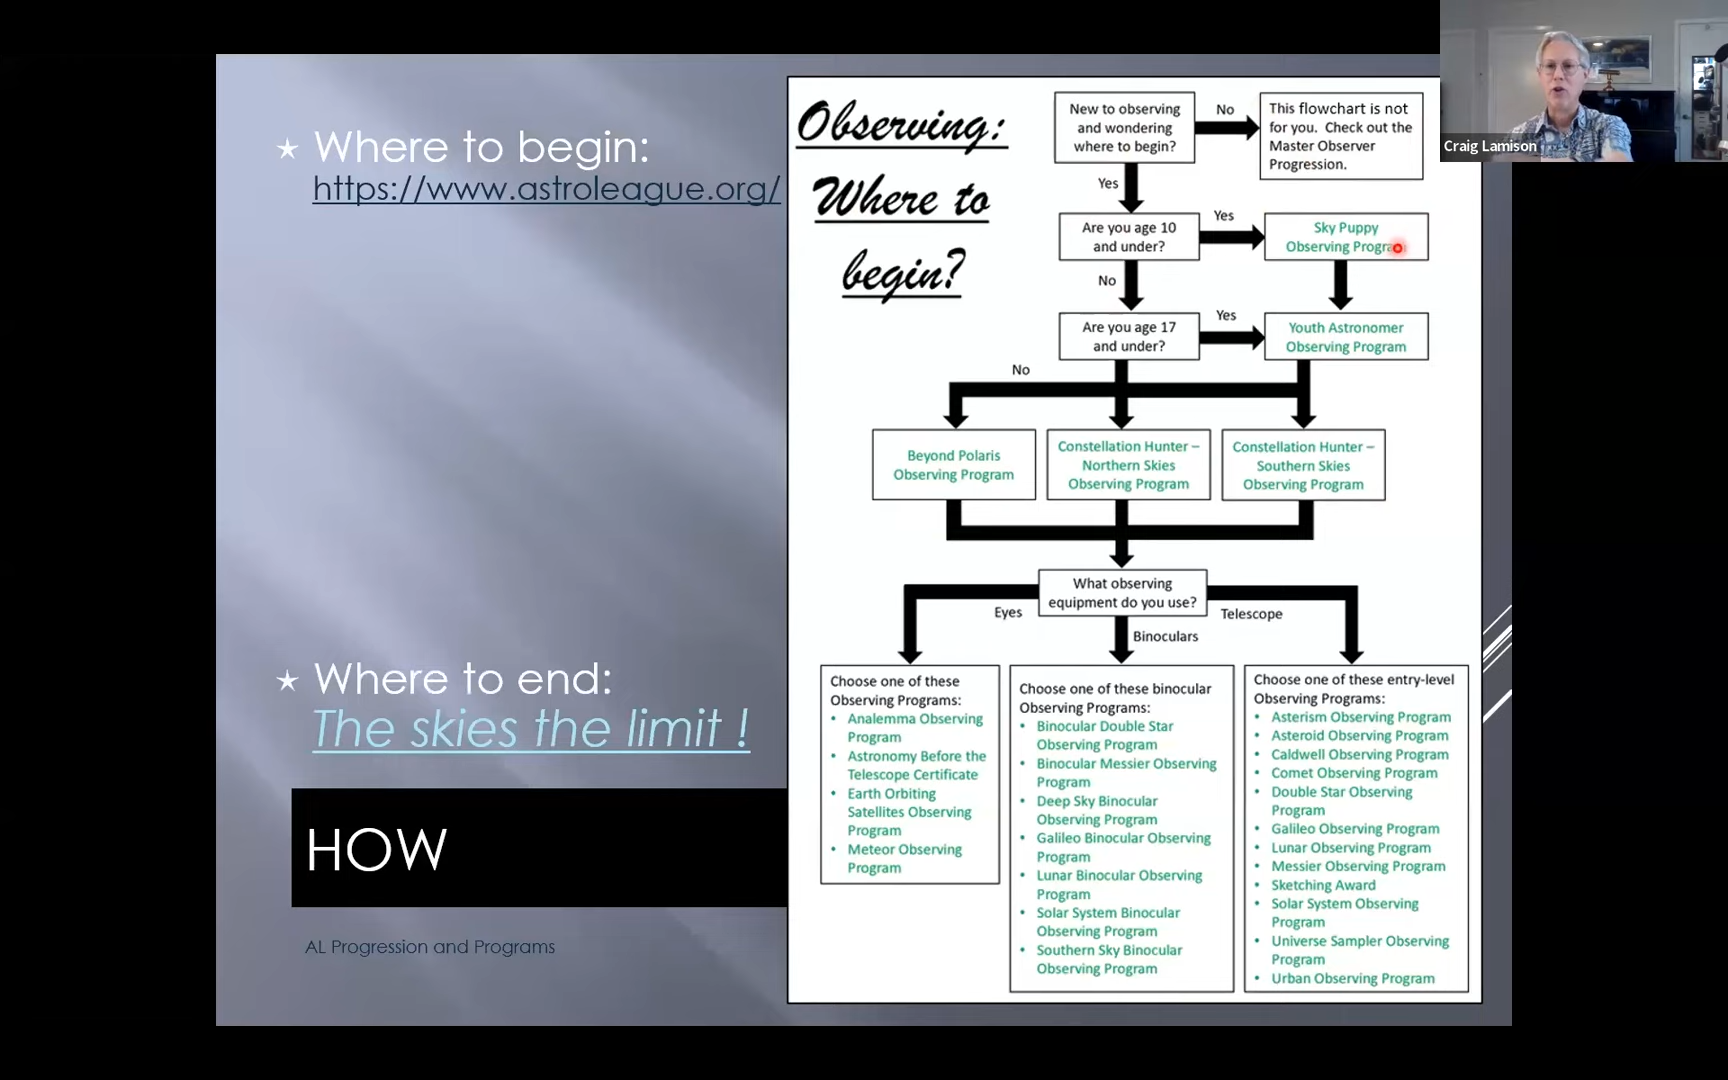 Where to begin:
https://www.astroleague.org/
Where to end:
The skies the limit !
HOW
AL Progression and Programs
Observing:
Where to
begin?
New to observing
and wondering
where to begin?
No
This flowchart is not
for you. Check out the
Master Observer
Progression.
Yes
Are you age 10
and under?
Yes
Sky Puppy
Observing Program
No
Are you age 17
and under?
Yes
Youth Astronomer
Observing Program
No
Beyond Polaris
Observing Program
Constellation Hunter –
Northern Skies
Observing Program
Constellation Hunter –
Southern Skies
Observing Program
What observing
equipment do you use?
Eyes
Binoculars
Telescope
Choose one of these
Observing Programs:
• Analemma Observing
Program
• Astronomy Before the
Telescope Certificate
• Earth Orbiting
Satellites Observing
Program
• Meteor Observing
Program
Choose one of these binocular
Observing Programs:
• Binocular Double Star
Observing Program
• Binocular Messier Observing
Program
• Deep Sky Binocular
Observing Program
• Galileo Binocular Observing
Program
• Lunar Binocular Observing
Program
• Solar System Binocular
Observing Program
• Southern Sky Binocular
Observing Program
Choose one of these entry-level
Observing Programs:
• Asterism Observing Program
• Asteroid Observing Program
• Caldwell Observing Program
• Comet Observing Program
• Double Star Observing
Program
• Galileo Observing Program
• Lunar Observing Program
• Messier Observing Program
• Sketching Award
• Solar System Observing
Program
• Universe Sampler Observing
Program
• Urban Observing Program
Craig Lamison